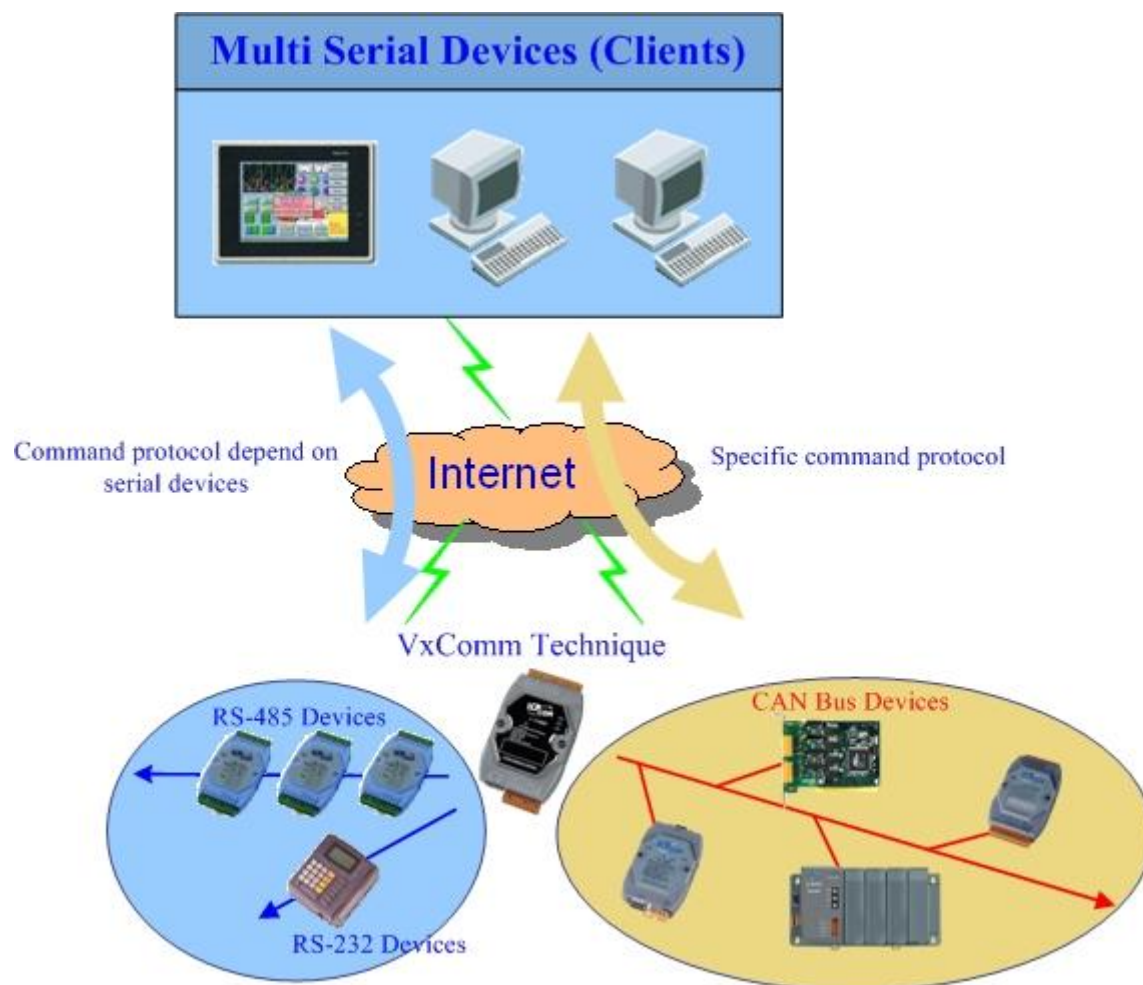 Multi Serial Devices (Clients)
Command protocol depend on
serial devices
Internet
Specific command protocol
VxComm Technique
RS-485 Devices
CAN Bus Devices
RS-232 Devices